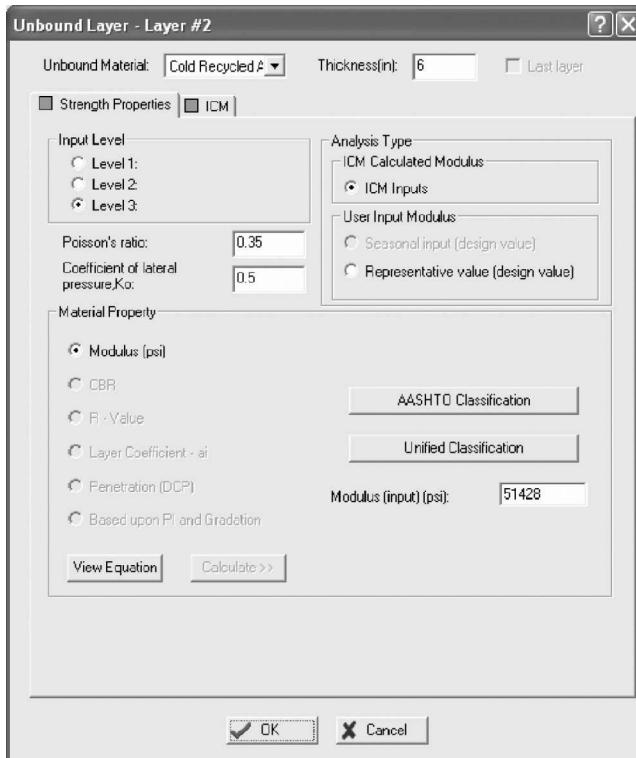 Unbound Layer - Layer #2
Unbound Material: Cold Recycled A Thickness(in): 6 Last layer
Strength Properties ICM
Input Level
Level 1:
Level 2:
Level 3:
Poisson's ratio: 0.35
Coefficient of lateral
pressure,Ko: 0.5
Analysis Type
ICM Calculated Modulus
ICM Inputs
User Input Modulus
Seasonal input (design value)
Representative value (design value)
Material Property
Modulus (psi)
CBR
R - Value
Layer Coefficient - ai
Penetration (DCP)
Based upon PI and Gradation
AASHTO Classification
Unified Classification
Modulus (input) (psi): 51428
View Equation Calculate >>
OK Cancel